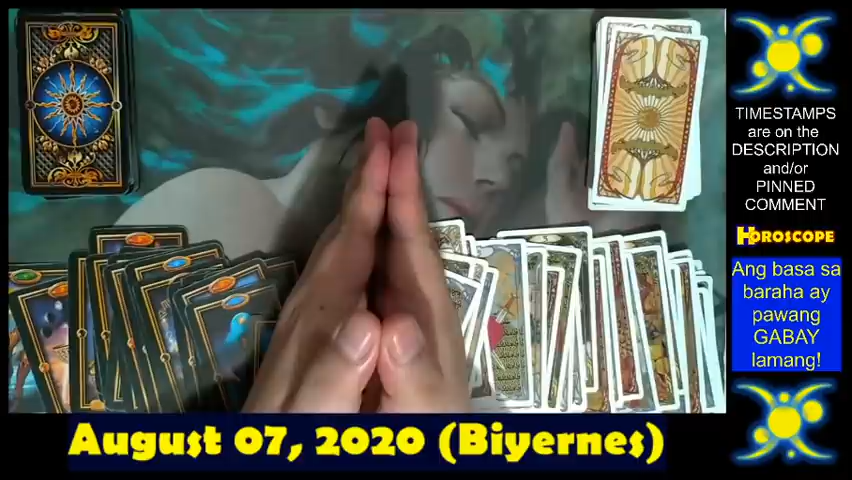 TIMESTAMPS
are on the
DESCRIPTION
and/or
PINNED
COMMENT
HOROSCOPE
Ang basa sa
baraha ay
pawang
GABAY
lamang!
August 07, 2020 (Biyernes)